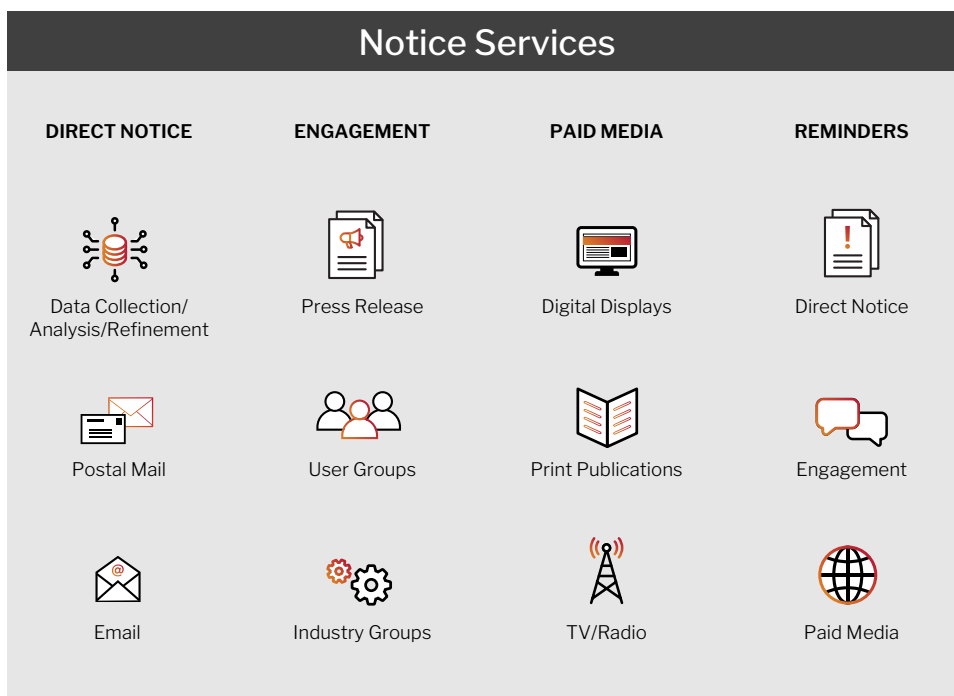 Notice Services
DIRECT NOTICE
ENGAGEMENT
PAID MEDIA
REMINDERS
Data Collection/
Analysis/Refinement
Press Release
Digital Displays
Direct Notice
Postal Mail
User Groups
Print Publications
Engagement
@
Email
Industry Groups
TV/Radio
Paid Media